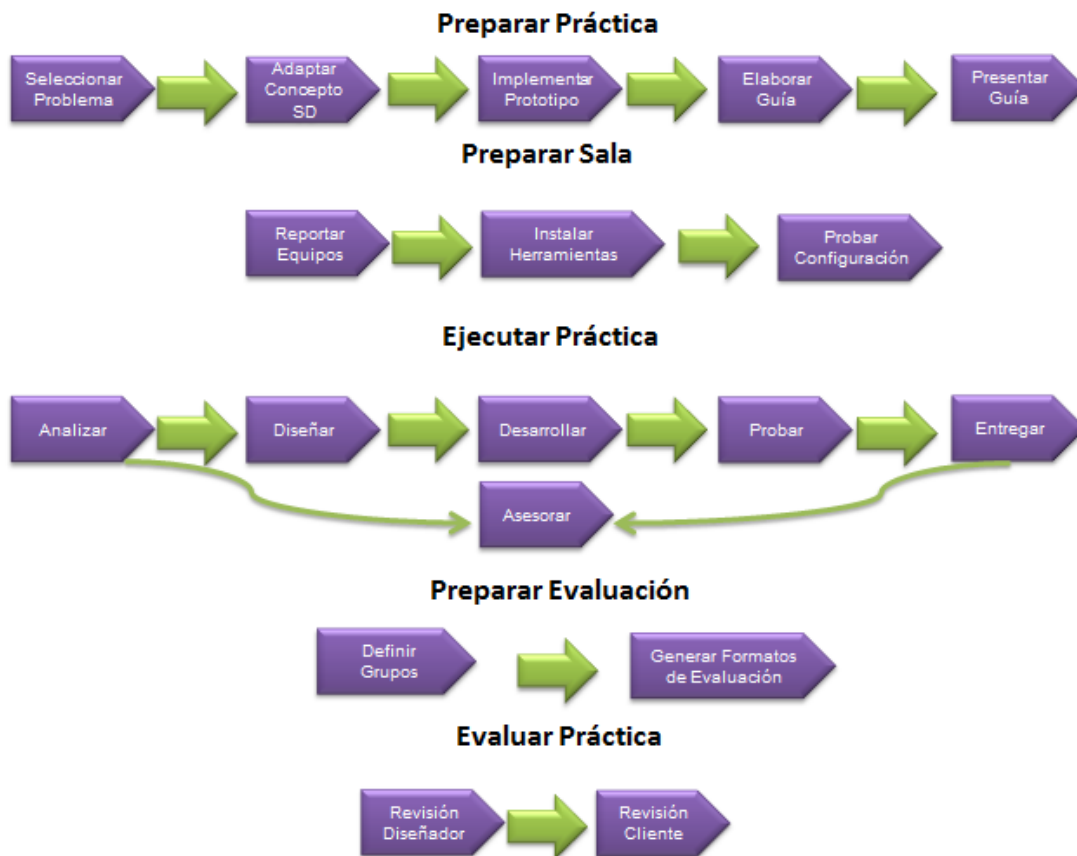 Preparar Práctica
Seleccionar
Problema
Adaptar
Concepto
SD
Implementar
Prototipo
Elaborar
Guía
Presentar
Guía
Preparar Sala
Reportar
Equipos
Instalar
Herramientas
Probar
Configuración
Ejecutar Práctica
Analizar
Diseñar
Desarrollar
Probar
Entregar
Asesorar
Preparar Evaluación
Definir
Grupos
Generar Formatos
de Evaluación
Evaluar Práctica
Revisión
Diseñador
Revisión
Cliente